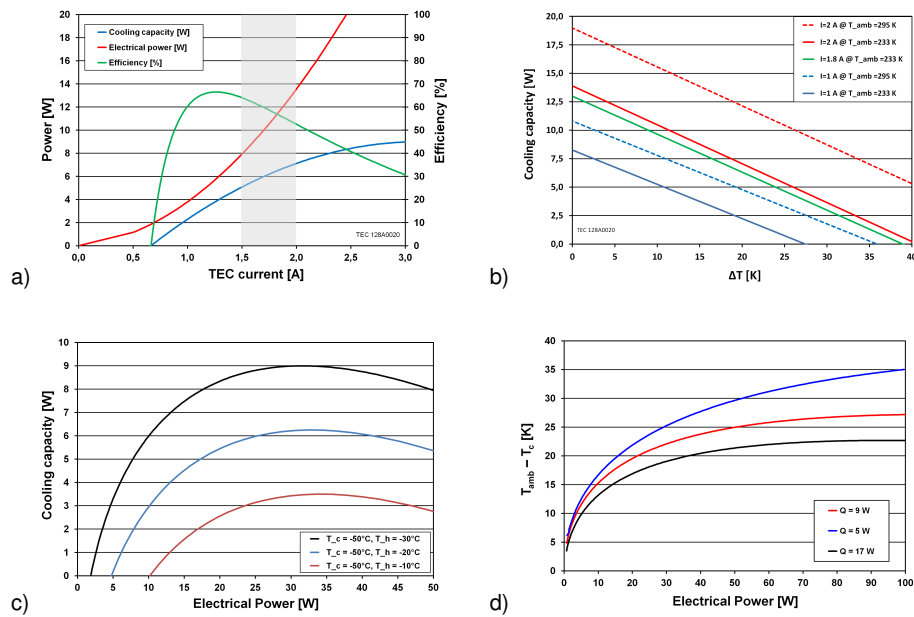 20
18
16
14
12
10
8
6
4
2
0
Power [W]
100
90
80
70
60
50
40
30
20
10
0
Efficiency [%]
Cooling capacity [W]
Electrical power [W]
Efficiency [%]
TEC 128A0020
0,0 0,5 1,0 1,5 2,0 2,5 3,0
TEC current [A]
a)
20,0
17,5
15,0
12,5
10,0
7,5
5,0
2,5
0,0
Cooling capacity [W]
I=2 A @ T_amb =295 K
I=2 A @ T_amb =233 K
I=1.8 A @ T_amb =233 K
I=1 A @ T_amb =295 K
I=1 A @ T_amb =233 K
TEC 128A0020
0 5 10 15 20 25 30 35 40
ΔT [K]
b)
10
9
8
7
6
5
4
3
2
1
0
Cooling capacity [W]
T_c = -50°C, T_h = -30°C
T_c = -50°C, T_h = -20°C
T_c = -50°C, T_h = -10°C
0 5 10 15 20 25 30 35 40 45 50
Electrical Power [W]
c)
40
35
30
25
20
15
10
5
0
T_amb – T_c [K]
Q = 9 W
Q = 5 W
Q = 17 W
0 10 20 30 40 50 60 70 80 90 100
Electrical Power [W]
d)